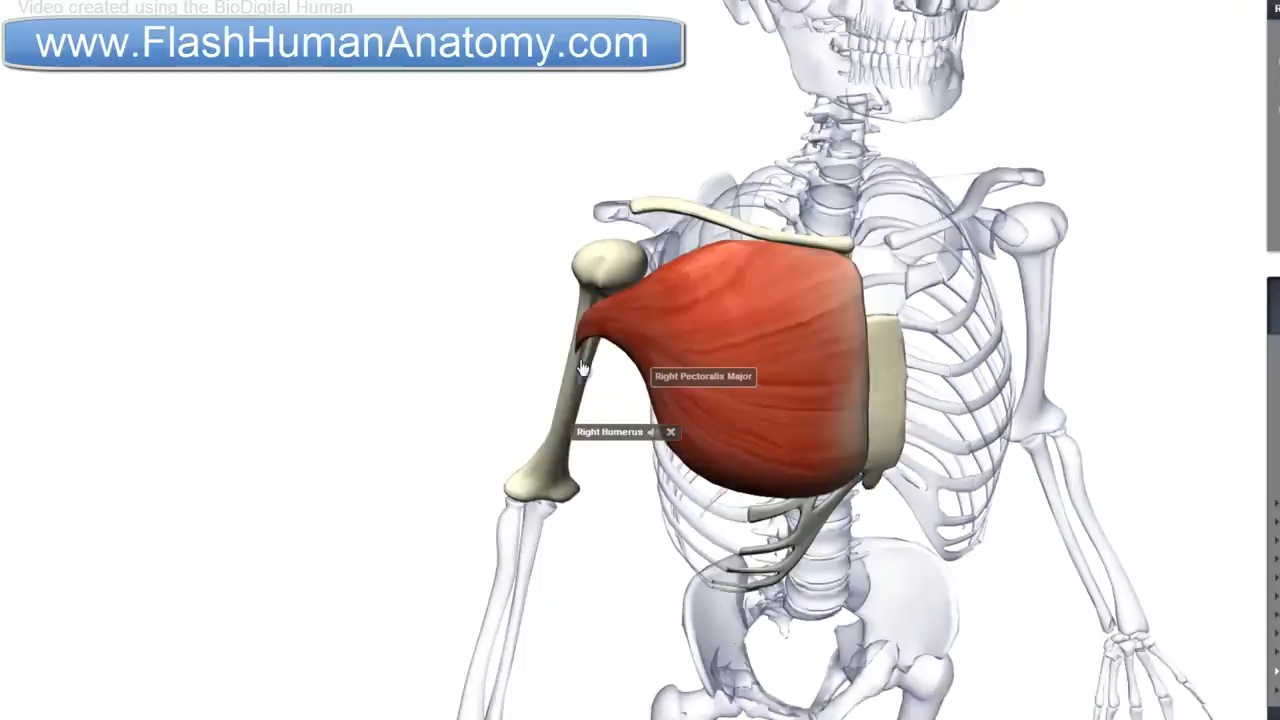 Video created using the BioDigital Human
www.FlashHumanAnatomy.com
Right Pectoralis Major
Right Humerus